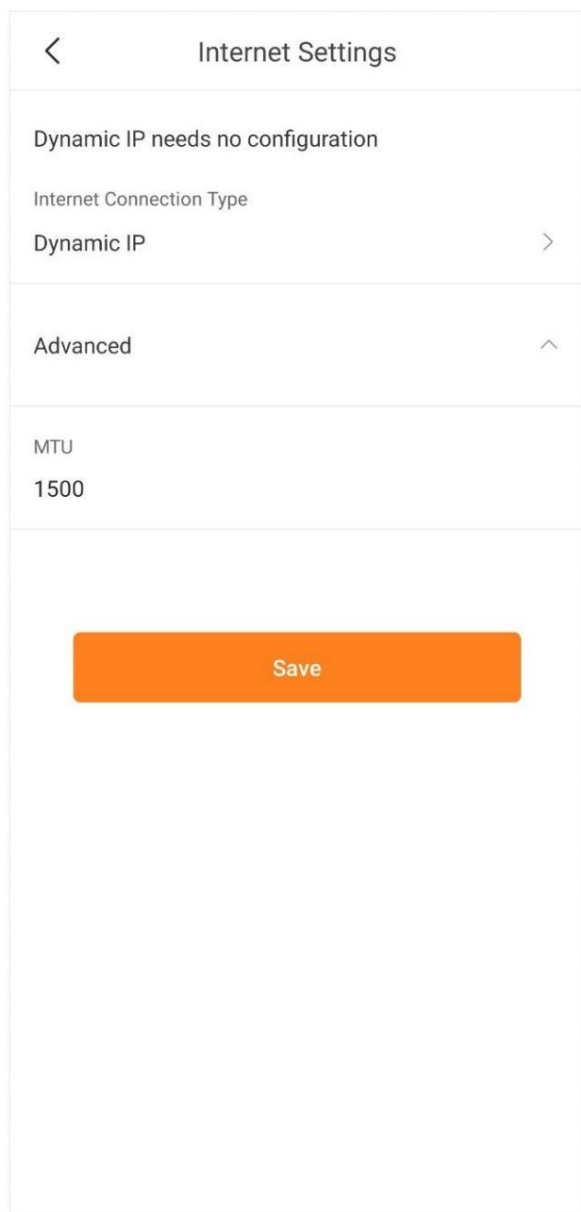 Internet Settings
Dynamic IP needs no configuration
Internet Connection Type
Dynamic IP
Advanced
MTU
1500
Save